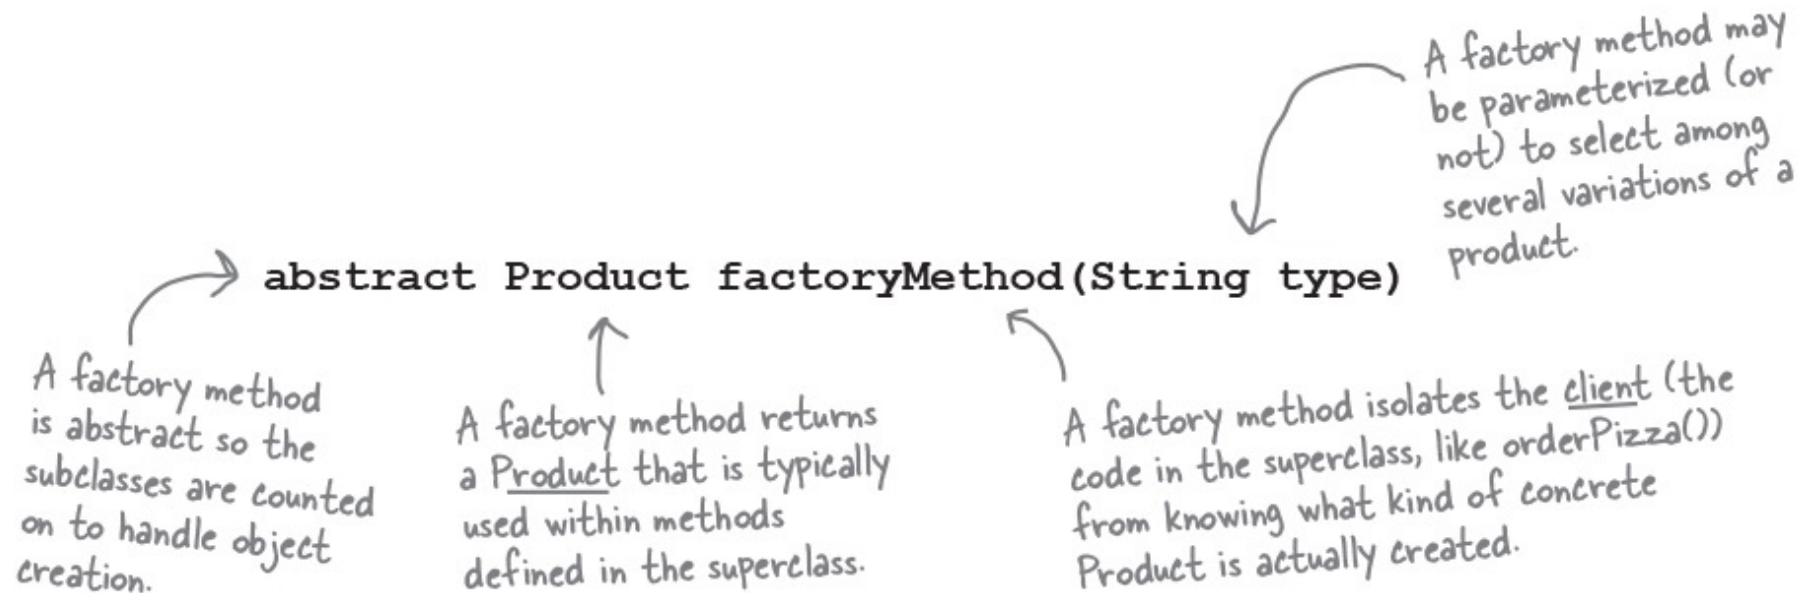 A factory method may
be parameterized (or
not) to select among
several variations of a
product.
abstract Product factoryMethod(String type)
A factory method
is abstract so the
subclasses are counted
on to handle object
creation.
A factory method returns
a Product that is typically
used within methods
defined in the superclass.
A factory method isolates the client (the
code in the superclass, like orderPizza())
from knowing what kind of concrete
Product is actually created.